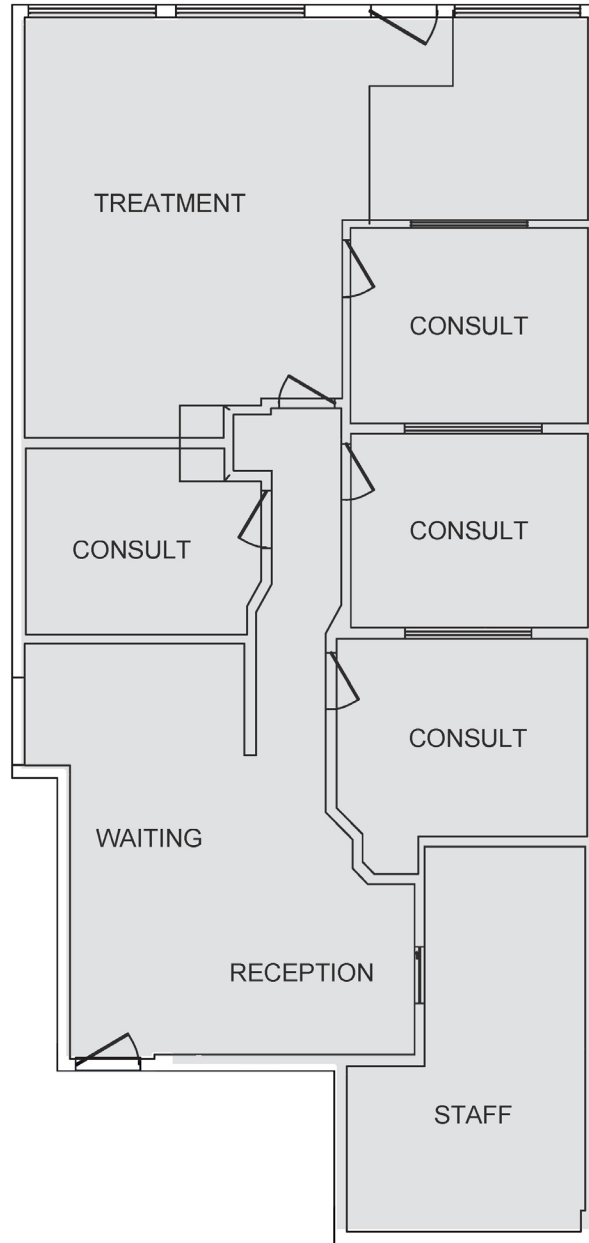 TREATMENT
CONSULT
CONSULT
CONSULT
CONSULT
WAITING
RECEPTION
STAFF